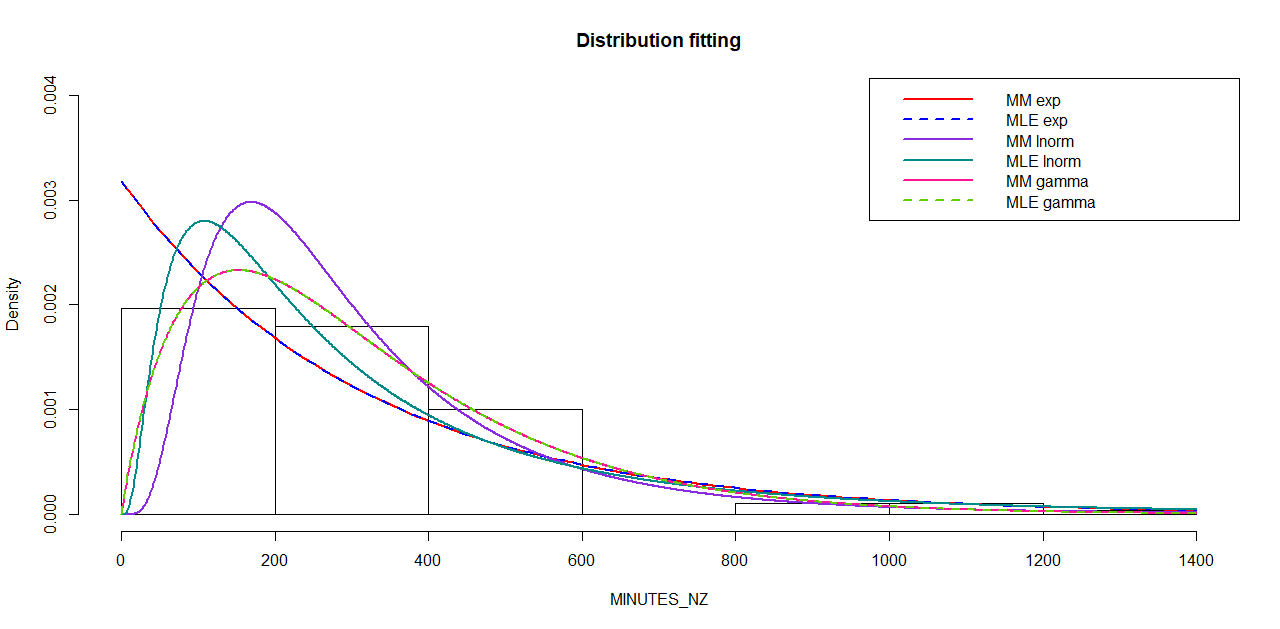 Distribution fitting
MM exp
MLE exp
MM lnorm
MLE lnorm
MM gamma
MLE gamma
Density
0.004
0.003
0.002
0.001
0.000
0 200 400 600 800 1000 1200 1400
MINUTES_NZ